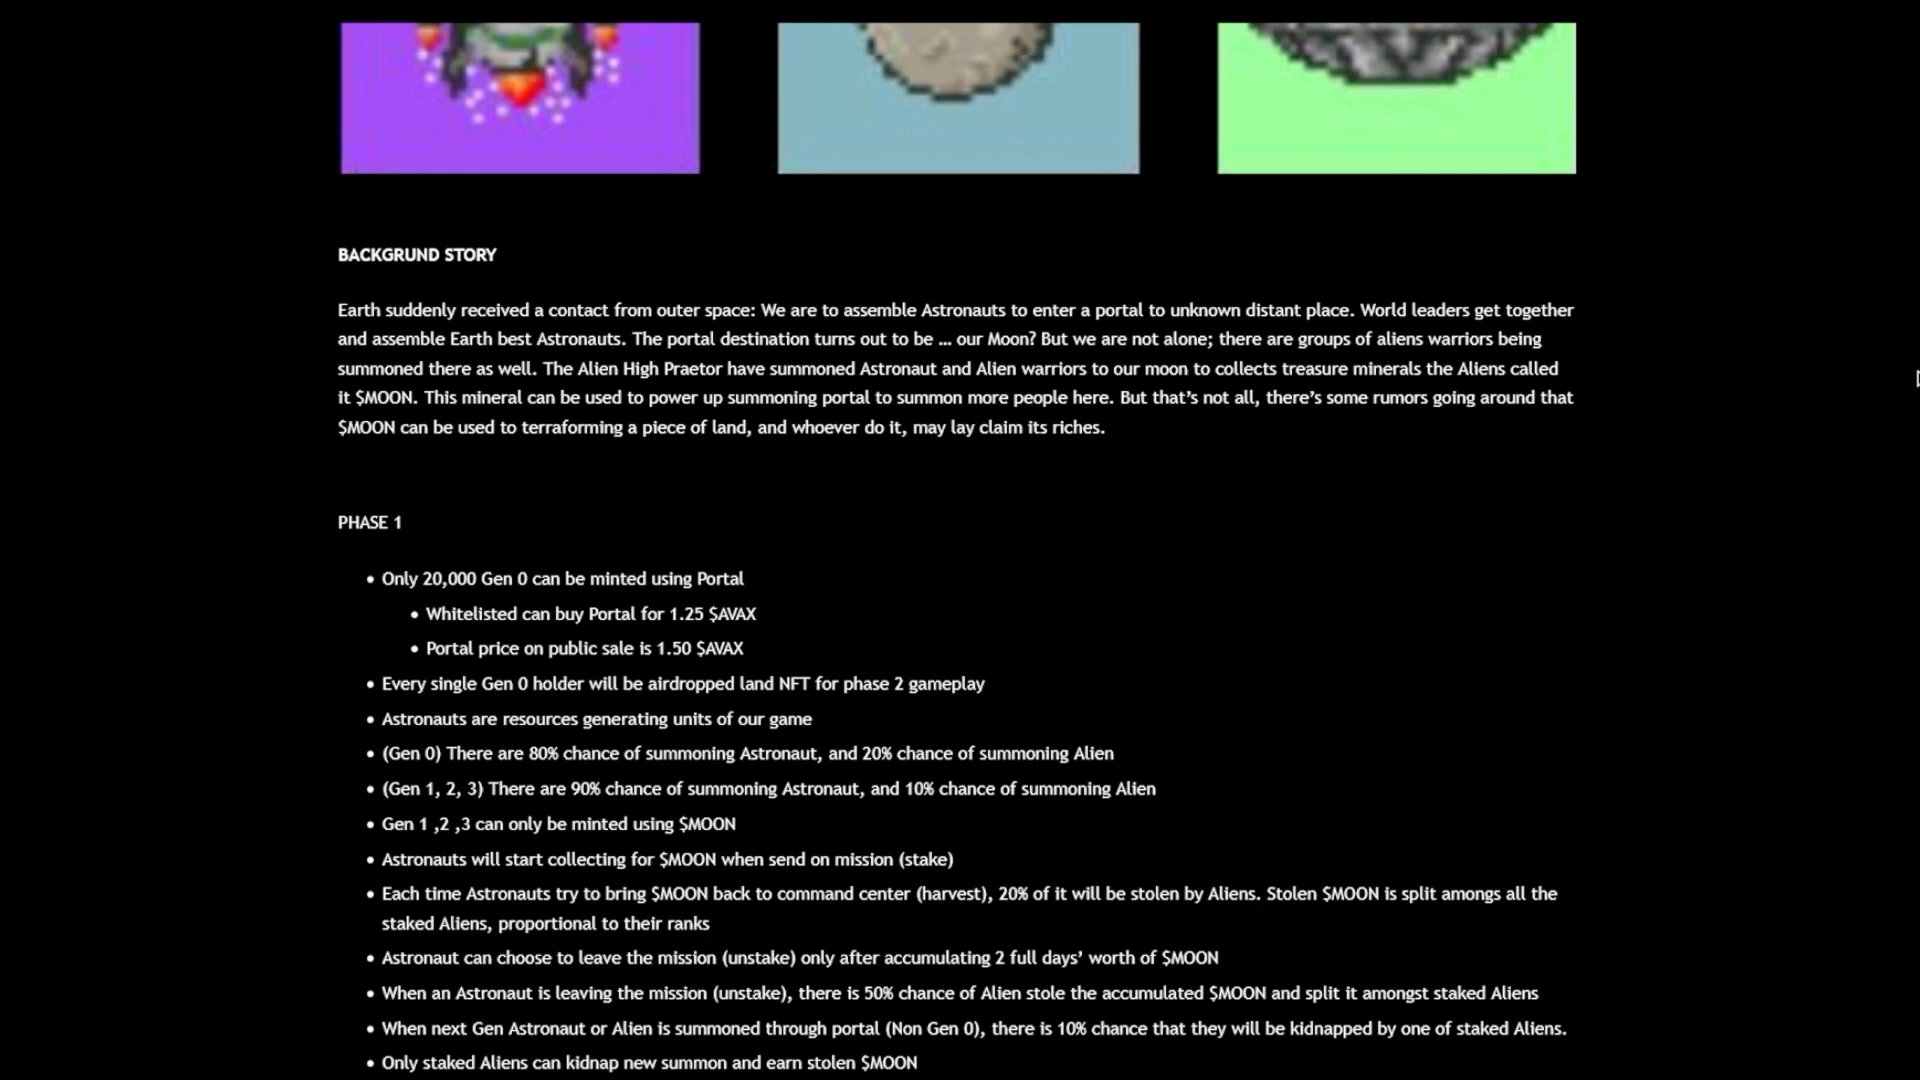 BACKGRUND STORY
Earth suddenly received a contact from outer space: We are to assemble Astronauts to enter a portal to unknown distant place. World leaders get together
and assemble Earth best Astronauts. The portal destination turns out to be … our Moon? But we are not alone; there are groups of aliens warriors being
summoned there as well. The Alien High Praetor have summoned Astronaut and Alien warriors to our moon to collects treasure minerals the Aliens called
it $MOON. This mineral can be used to power up summoning portal to summon more people here. But that’s not all, there’s some rumors going around that
$MOON can be used to terraforming a piece of land, and whoever do it, may lay claim its riches.
PHASE 1
• Only 20,000 Gen 0 can be minted using Portal
• Whitelisted can buy Portal for 1.25 $AVAX
• Portal price on public sale is 1.50 $AVAX
• Every single Gen 0 holder will be airdropped land NFT for phase 2 gameplay
• Astronauts are resources generating units of our game
• (Gen 0) There are 80% chance of summoning Astronaut, and 20% chance of summoning Alien
• (Gen 1, 2, 3) There are 90% chance of summoning Astronaut, and 10% chance of summoning Alien
• Gen 1 ,2 ,3 can only be minted using $MOON
• Astronauts will start collecting for $MOON when send on mission (stake)
• Each time Astronauts try to bring $MOON back to command center (harvest), 20% of it will be stolen by Aliens. Stolen $MOON is split amongs all the
staked Aliens, proportional to their ranks
• Astronaut can choose to leave the mission (unstake) only after accumulating 2 full days’ worth of $MOON
• When an Astronaut is leaving the mission (unstake), there is 50% chance of Alien stole the accumulated $MOON and split it amongst staked Aliens
• When next Gen Astronaut or Alien is summoned through portal (Non Gen 0), there is 10% chance that they will be kidnapped by one of staked Aliens.
• Only staked Aliens can kidnap new summon and earn stolen $MOON